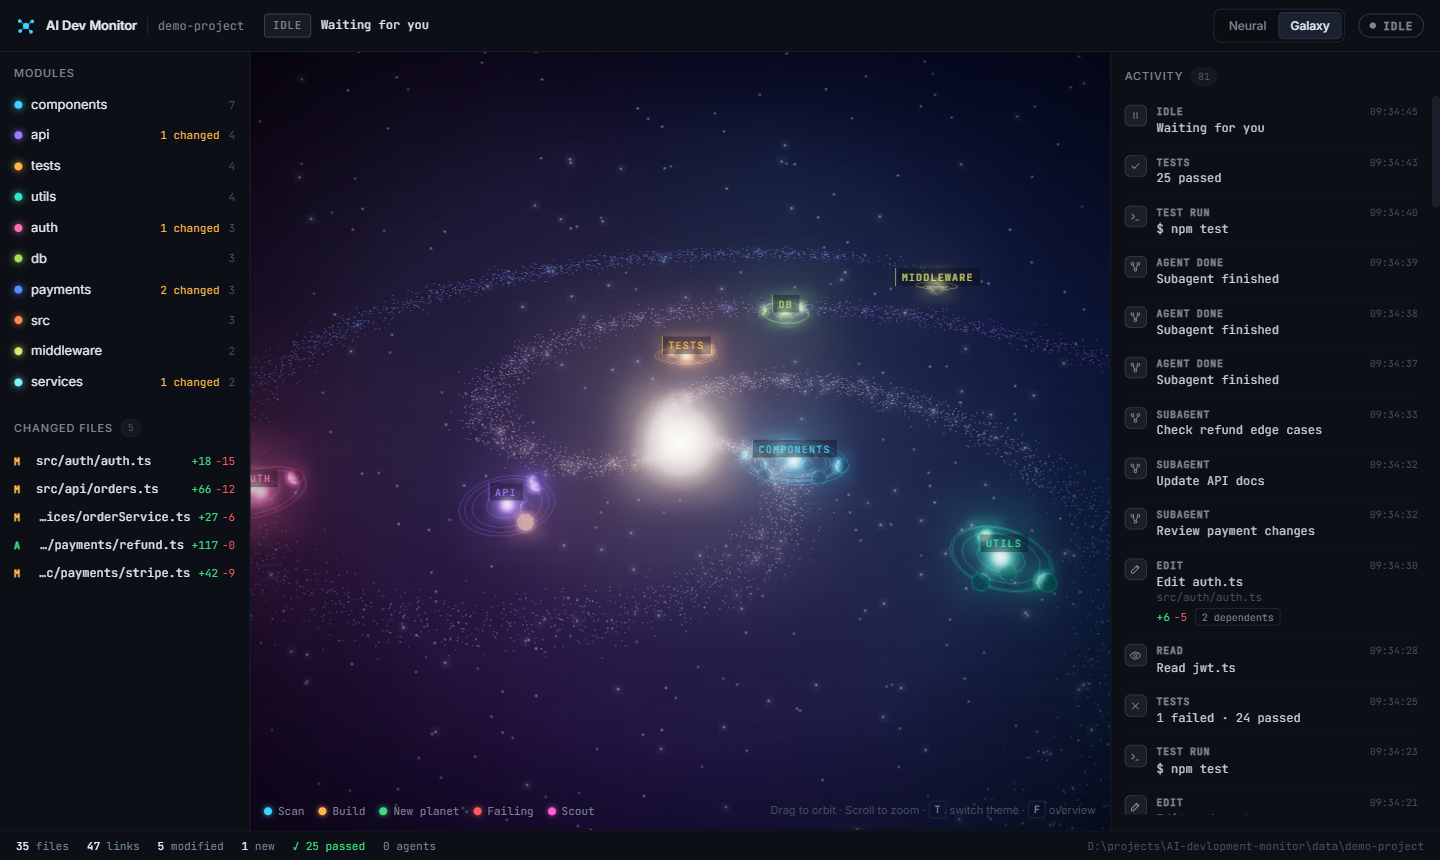 AI Dev Monitor demo-project IDLE Waiting for you Neural Galaxy IDLE
MODULES
components 7
api 1 changed 4
tests 4
utils 4
auth 1 changed 3
db 3
payments 2 changed 3
src 3
middleware 2
services 1 changed 2
CHANGED FILES 5
M src/auth/auth.ts +18 -15
M src/api/orders.ts +66 -12
M …ices/orderService.ts +27 -6
A …/payments/refund.ts +117 -0
M …c/payments/stripe.ts +42 -9
MIDDLEWARE
DB
TESTS
COMPONENTS
UTH
API
UTILS
Scan Build New planet Failing Scout
Drag to orbit · Scroll to zoom · T switch theme · F overview
ACTIVITY 81
IDLE 09:34:45
Waiting for you
TESTS 09:34:43
25 passed
TEST RUN 09:34:40
$ npm test
AGENT DONE 09:34:39
Subagent finished
AGENT DONE 09:34:38
Subagent finished
AGENT DONE 09:34:37
Subagent finished
SUBAGENT 09:34:33
Check refund edge cases
SUBAGENT 09:34:32
Update API docs
SUBAGENT 09:34:32
Review payment changes
EDIT 09:34:30
Edit auth.ts
src/auth/auth.ts
+6 -5 2 dependents
READ 09:34:28
Read jwt.ts
TESTS 09:34:25
1 failed · 24 passed
TEST RUN 09:34:23
$ npm test
EDIT 09:34:21
35 files 47 links 5 modified 1 new ✓ 25 passed 0 agents D:\projects\AI-devlopment-monitor\data\demo-project